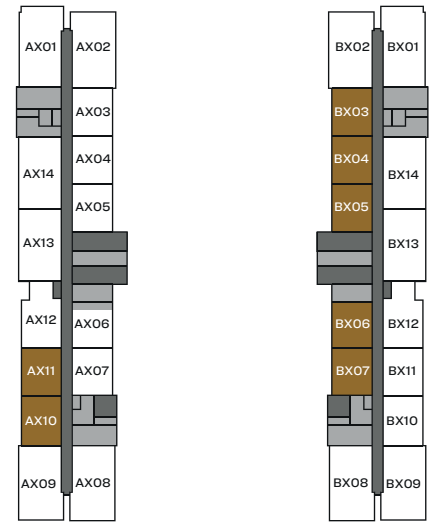 AX01 AX02 BX02 BX01
AX03 BX03
AX04 BX04
AX14 BX14
AX05 BX05
AX13 BX13
AX12 AX06 BX06 BX12
AX11 AX07 BX07 BX11
AX10 BX10
AX09 AX08 BX08 BX09